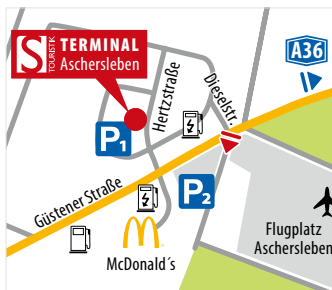 S
TOURISTIK
TERMINAL
Aschersleben
A36
Hertzstraße
Dieselstr.
P1
P2
Güstener Straße
McDonald´s
Flugplatz
Aschersleben